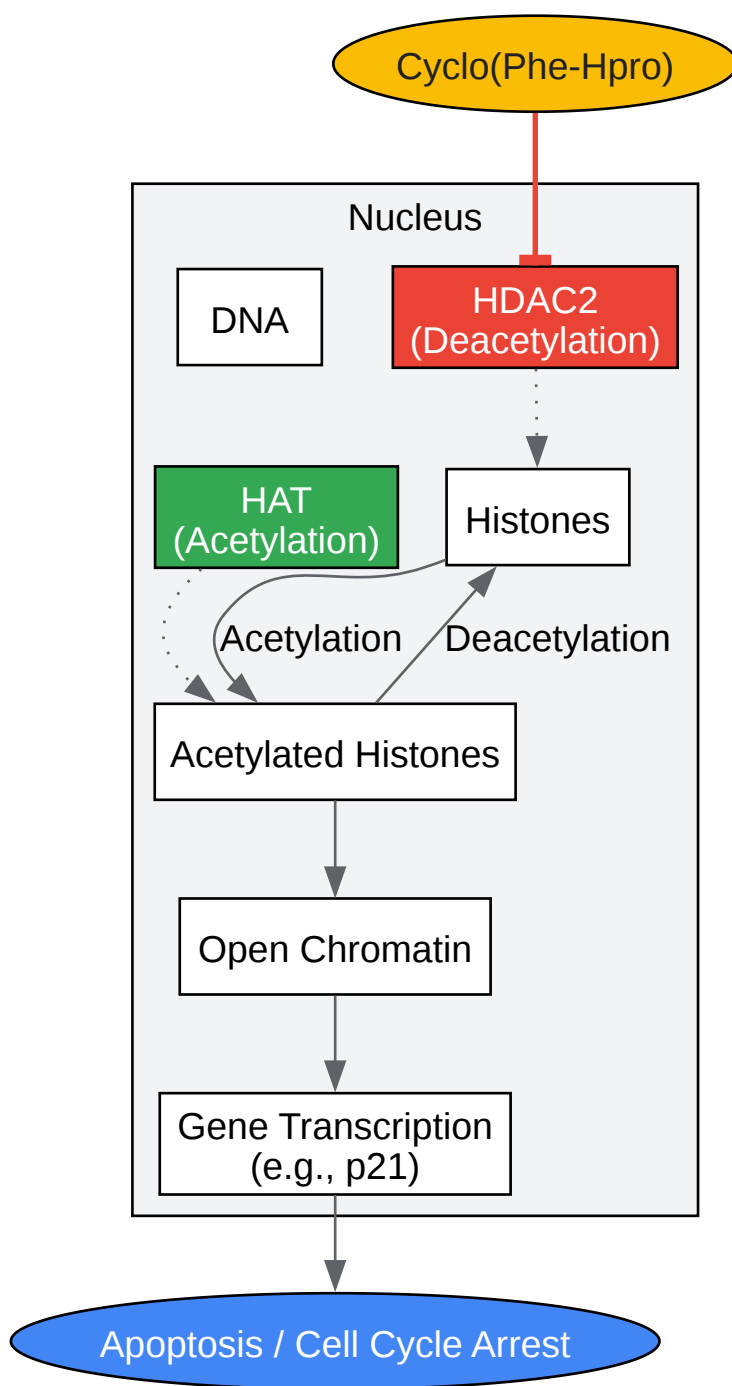 Cyclo(Phe-Hpro)
Nucleus
DNA
HDAC2
(Deacetylation)
HAT
(Acetylation)
Histones
Acetylation
Deacetylation
Acetylated Histones
Open Chromatin
Gene Transcription
(e.g., p21)
Apoptosis / Cell Cycle Arrest